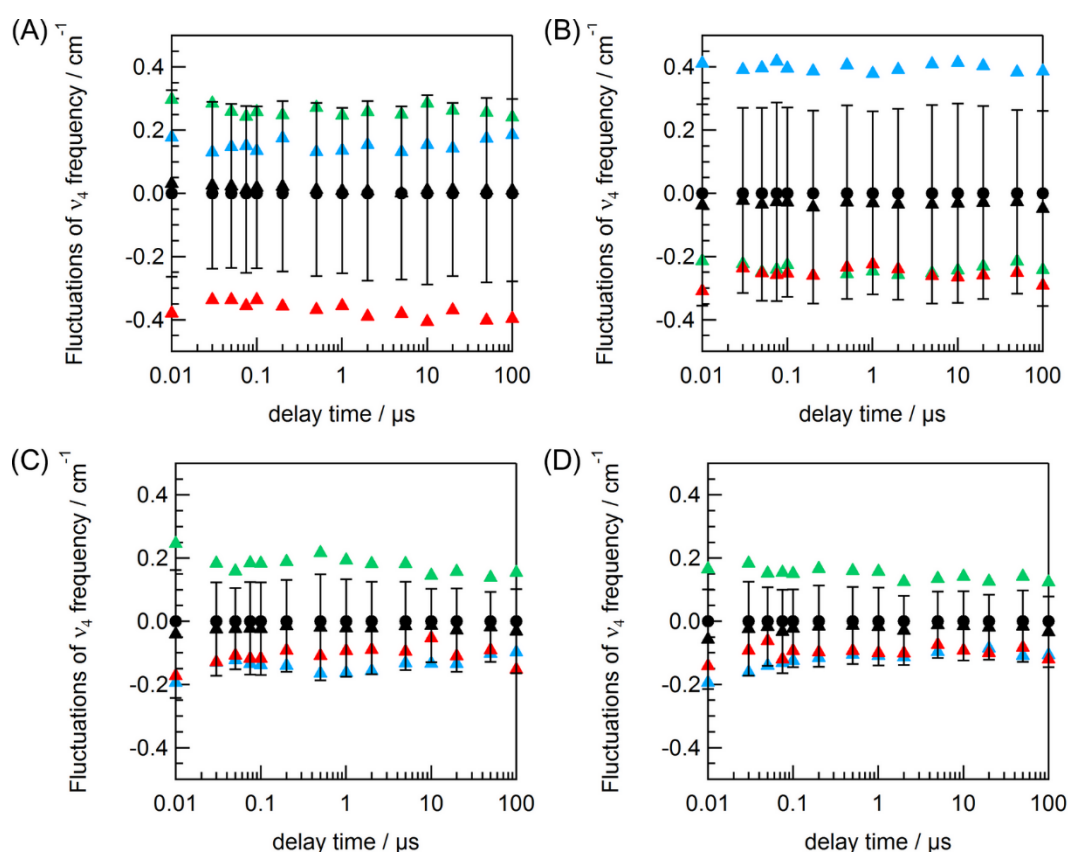 (A)
Fluctuations of ν₄ frequency / cm⁻¹
0.4
0.2
0.0
-0.2
-0.4
0.01 0.1 1 10 100
delay time / µs
(B)
Fluctuations of ν₄ frequency / cm⁻¹
0.4
0.2
0.0
-0.2
-0.4
0.01 0.1 1 10 100
delay time / µs
(C)
Fluctuations of ν₄ frequency / cm⁻¹
0.4
0.2
0.0
-0.2
-0.4
0.01 0.1 1 10 100
delay time / µs
(D)
Fluctuations of ν₄ frequency / cm⁻¹
0.4
0.2
0.0
-0.2
-0.4
0.01 0.1 1 10 100
delay time / µs